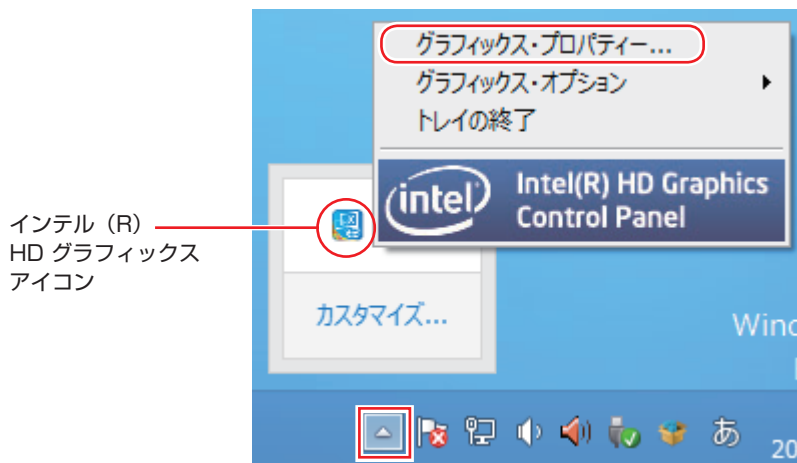 グラフィックス・プロパティー...
グラフィックス・オプション
トレイの終了
intel
Intel(R) HD Graphics
Control Panel
インテル（R）
HD グラフィックス
アイコン
カスタマイズ...
Wind
あ
20